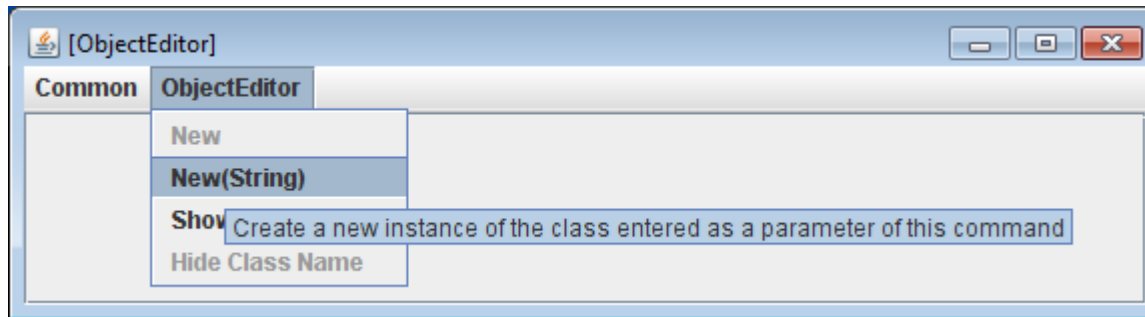 [ObjectEditor]
Common ObjectEditor
New
New(String)
Show
Create a new instance of the class entered as a parameter of this command
Hide Class Name